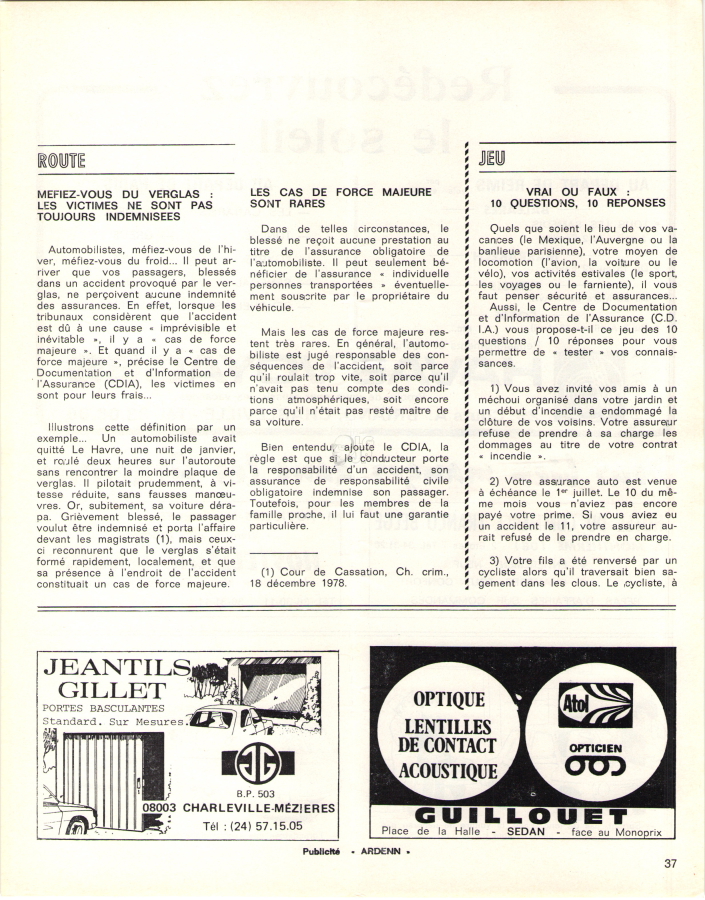 ROUTE
MEFIEZ-VOUS DU VERGLAS :
LES VICTIMES NE SONT PAS
TOUJOURS INDEMNISEES
Automobilistes, méfiez-vous de l'hi-
ver, méfiez-vous du froid... Il peut ar-
river que vos passagers, blessés
dans un accident provoqué par le ver-
glas, ne perçoivent aucune indemnité
des assurances. En effet, lorsque les
tribunaux considèrent que l'accident
est dû à une cause « imprévisible et
inévitable », il y a « cas de force
majeure ». Et quand il y a « cas de
force majeure », précise le Centre de
Documentation et d'Information de
l'Assurance (CDIA), les victimes en
sont pour leurs frais...
Illustrons cette définition par un
exemple... Un automobiliste avait
quitté Le Havre, une nuit de janvier,
et roulé deux heures sur l'autoroute
sans rencontrer la moindre plaque de
verglas. Il pilotait prudemment, à vi-
tesse réduite, sans fausses manœu-
vres. Or, subitement, sa voiture déra-
pa. Grièvement blessé, le passager
voulut être indemnisé et porta l'affaire
devant les magistrats (1), mais ceux-
ci reconnurent que le verglas s'était
formé rapidement, localement, et que
sa présence à l'endroit de l'accident
constituait un cas de force majeure.
LES CAS DE FORCE MAJEURE
SONT RARES
Dans de telles circonstances, le
blessé ne reçoit aucune prestation au
titre de l'assurance obligatoire de
l'automobiliste. Il peut seulement bé-
néficier de l'assurance « individuelle
personnes transportées » éventuelle-
ment souscrite par le propriétaire du
véhicule.
Mais les cas de force majeure res-
tent très rares. En général, l'automo-
biliste est jugé responsable des con-
séquences de l'accident, soit parce
qu'il roulait trop vite, soit parce qu'il
n'avait pas tenu compte des condi-
tions atmosphériques, soit encore
parce qu'il n'était pas resté maître de
sa voiture.
Bien entendu, ajoute le CDIA, la
règle est que si le conducteur porte
la responsabilité d'un accident, son
assurance de responsabilité civile
obligatoire indemnise son passager.
Toutefois, pour les membres de la
famille proche, il lui faut une garantie
particulière.
(1) Cour de Cassation, Ch. crim.,
18 décembre 1978.
JEU
VRAI OU FAUX :
10 QUESTIONS, 10 REPONSES
Quels que soient le lieu de vos va-
cances (le Mexique, l'Auvergne ou la
banlieue parisienne), votre moyen de
locomotion (l'avion, la voiture ou le
vélo), vos activités estivales (le sport,
les voyages ou le farniente), il vous
faut penser sécurité et assurances...
Aussi, le Centre de Documentation
et d'Information de l'Assurance (C.D.
I.A.) vous propose-t-il ce jeu des 10
questions / 10 réponses pour vous
permettre de « tester » vos connais-
sances.
1) Vous avez invité vos amis à un
méchoui organisé dans votre jardin et
un début d'incendie a endommagé la
clôture de vos voisins. Votre assureur
refuse de prendre à sa charge les
dommages au titre de votre contrat
« incendie ».
2) Votre assurance auto est venue
à échéance le 1er juillet. Le 10 du mê-
me mois vous n'aviez pas encore
payé votre prime. Si vous aviez eu
un accident le 11, votre assureur au-
rait refusé de le prendre en charge.
3) Votre fils a été renversé par un
cycliste alors qu'il traversait bien sa-
gement dans les clous. Le cycliste, à
JEANTILS
GILLET
PORTES BASCULANTES
Standard. Sur Mesures.
JG
B.P. 503
08003 CHARLEVILLE-MÉZIERES
Tél : (24) 57.15.05
OPTIQUE
LENTILLES
DE CONTACT
ACOUSTIQUE
Atol
OPTICIEN
GUILLOUET
Place de la Halle - SEDAN - face au Monoprix
Publicité « ARDENN »
37